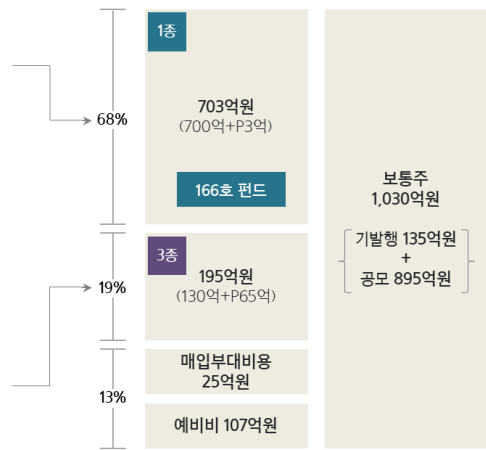 1종
703억원
(700억+P3억)
68%
166호 펀드
3종
195억원
(130억+P65억)
19%
매입부대비용
25억원
13%
예비비 107억원
보통주
1,030억원
기발행 135억원
+
공모 895억원